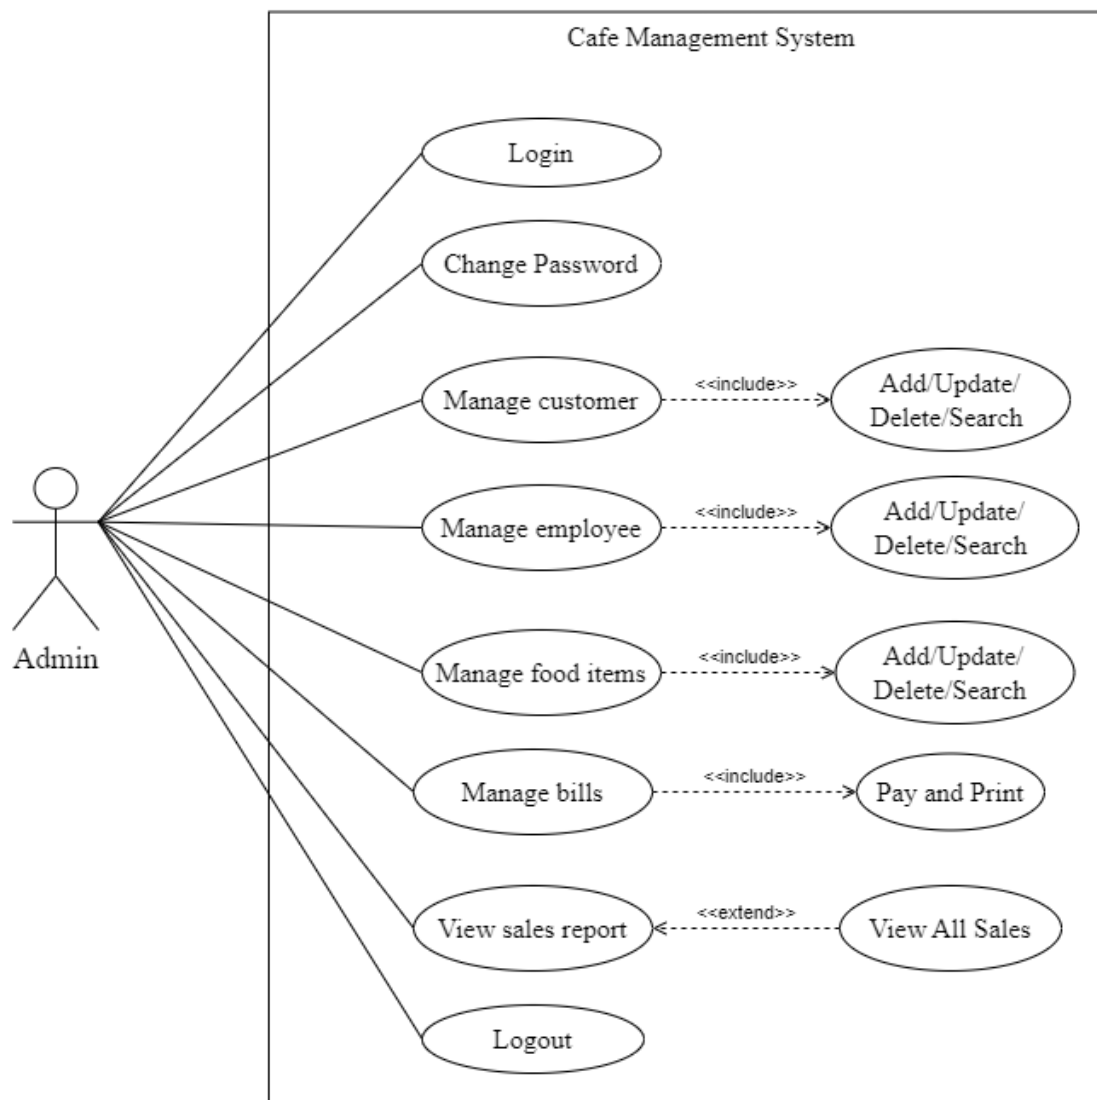 Cafe Management System
Login
Change Password
Manage customer
<<include>>
Add/Update/
Delete/Search
Manage employee
<<include>>
Add/Update/
Delete/Search
Admin
Manage food items
<<include>>
Add/Update/
Delete/Search
Manage bills
<<include>>
Pay and Print
View sales report
<<extend>>
View All Sales
Logout